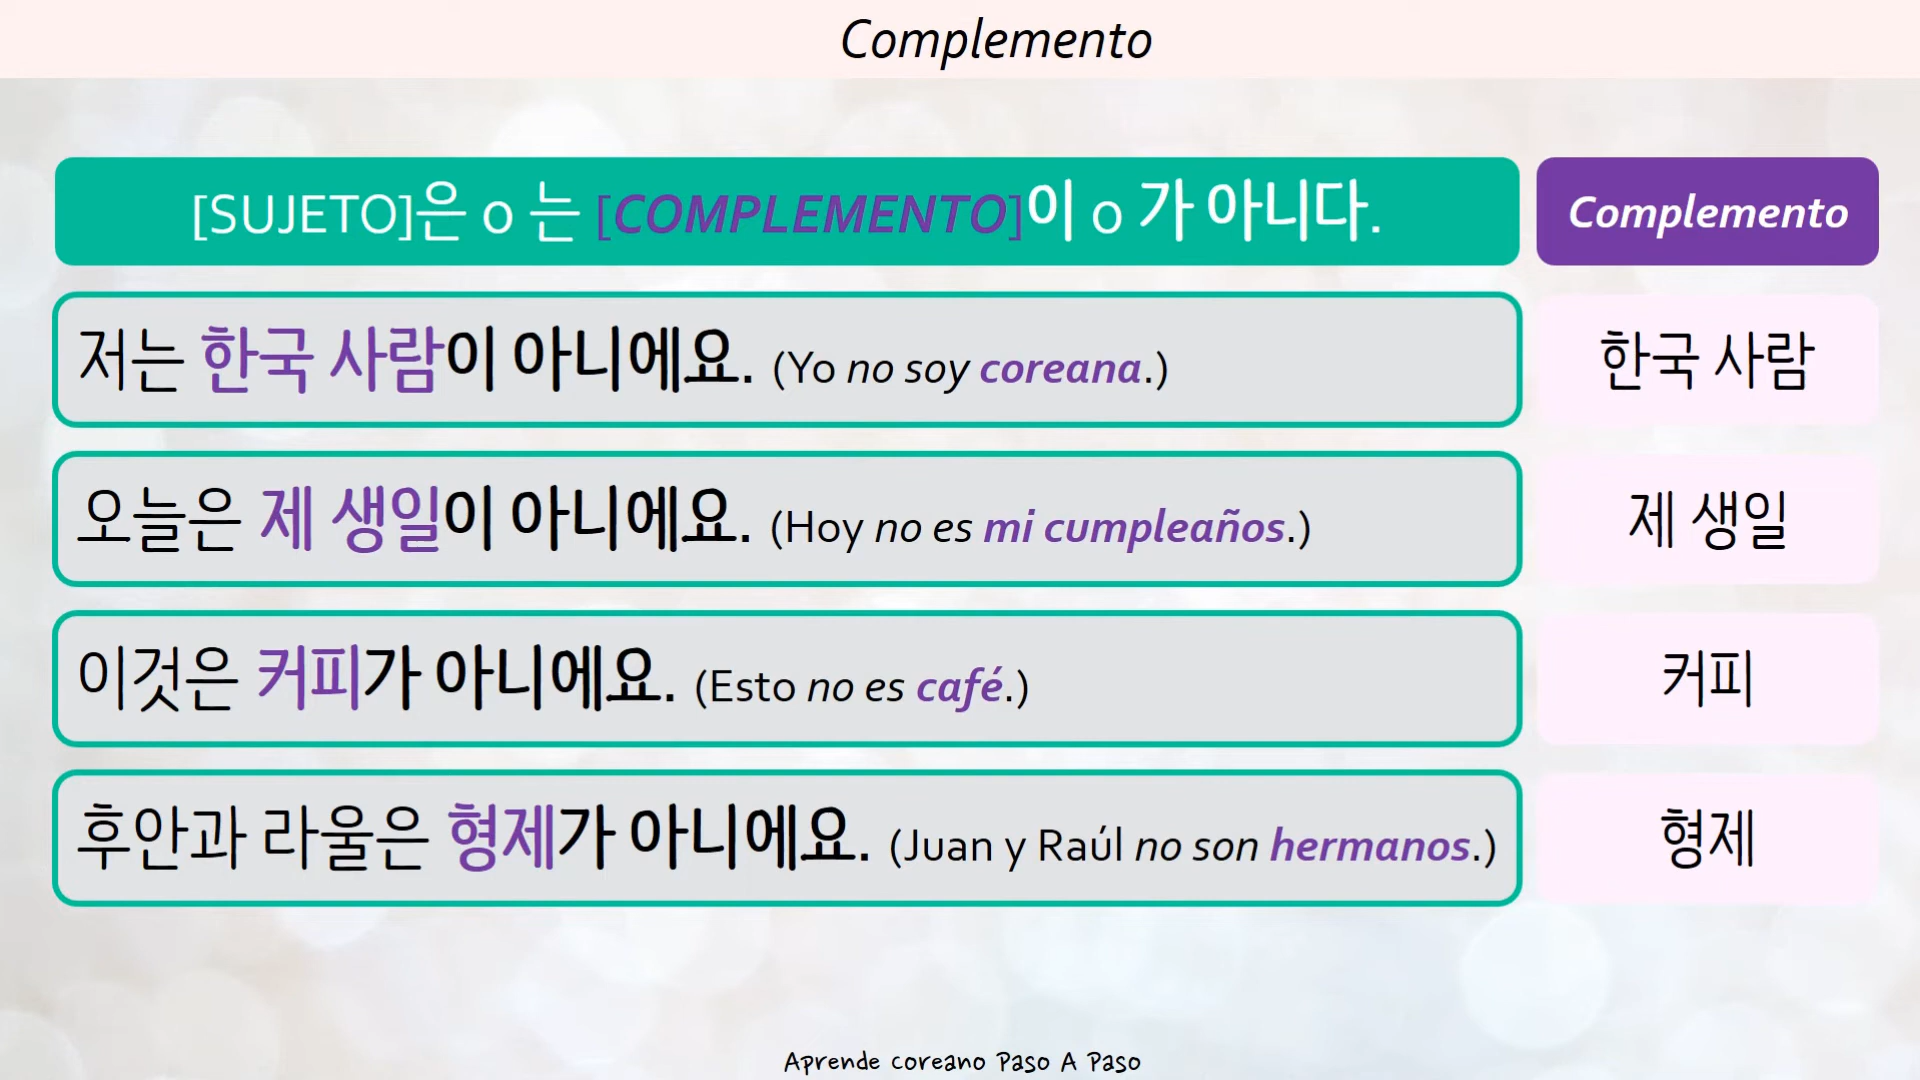 Complemento
[SUJETO]은 o 는 [COMPLEMENTO]이 o 가 아니다.
Complemento
저는 한국 사람이 아니에요. (Yo no soy coreana.)
한국 사람
오늘은 제 생일이 아니에요. (Hoy no es mi cumpleaños.)
제 생일
이것은 커피가 아니에요. (Esto no es café.)
커피
후안과 라울은 형제가 아니에요. (Juan y Raúl no son hermanos.)
형제
Aprende coreano Paso A Paso